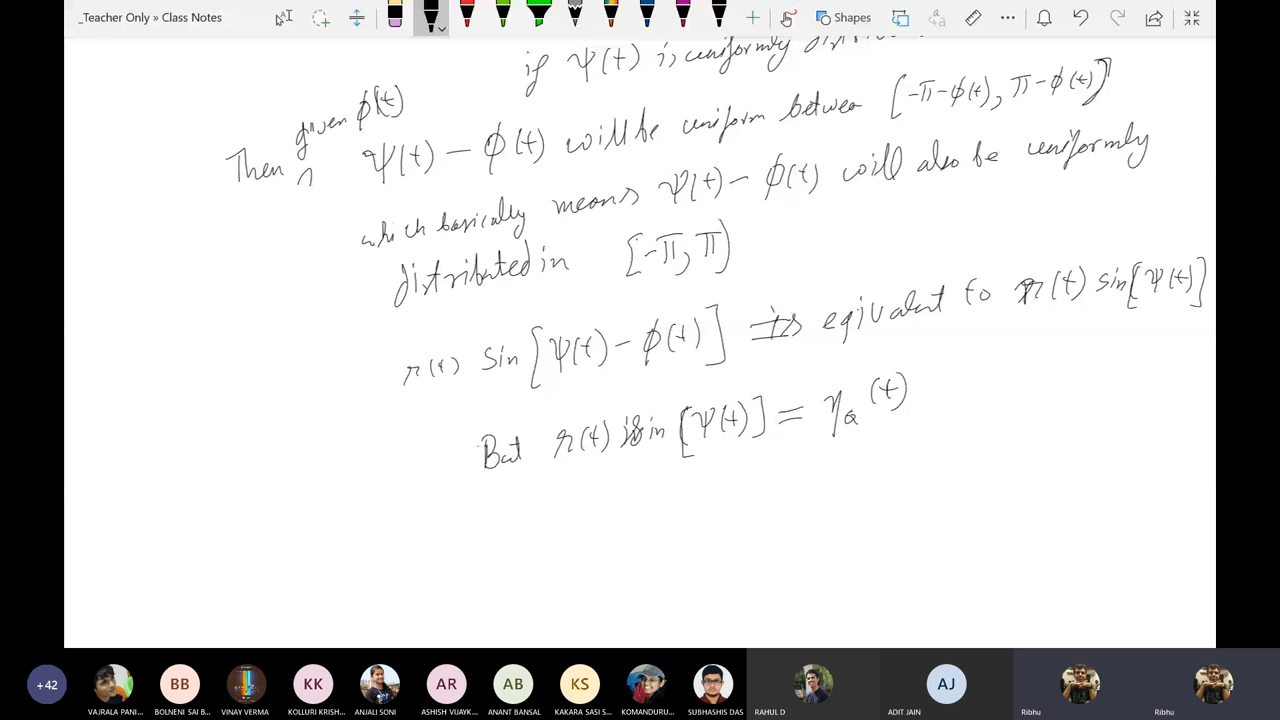 _Teacher Only » Class Notes
Shapes
if ψ(t) is uniformly
given φ(t)
Then ψ(t) − φ(t) will be uniform between [-π-φ(t), π-φ(t)]
which basically means ψ(t) − φ(t) will also be uniformly
distributed in [-π, π)
r(t) sin[ψ(t) − φ(t)] is eqivalent to r(t) sin[ψ(t)]
But r(t) sin[ψ(t)] = η_Q(t)
+42
BB
KK
AR
AB
KS
AJ
VAJRALA PANI...
BOLNENI SAI B...
VINAY VERMA
KOLLURI KRISH...
ANJALI SONI
ASHISH VIJAYK...
ANANT BANSAL
KAKARA SASI S...
KOMANDURU...
SUBHASHIS DAS
RAHUL D
ADIT JAIN
Ribhu
Ribhu